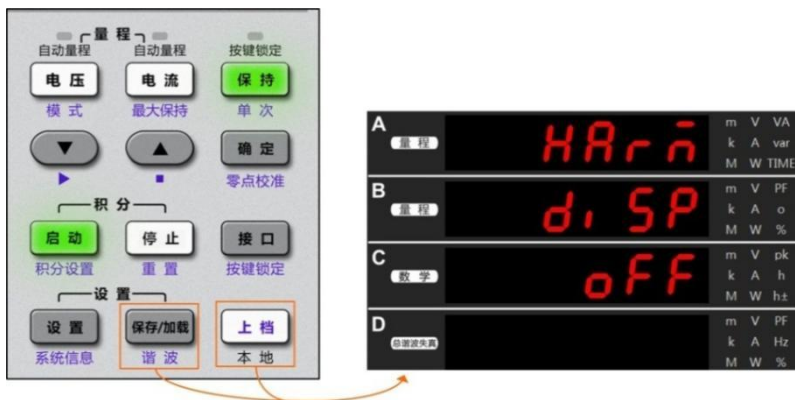 量 程
自动量程 自动量程 按键锁定
电 压 电 流 保 持
模 式 最大保持 单 次
▼ ▲ 确 定
▶ ■ 零点校准
积 分
启 动 停 止 接 口
积分设置 重 置 按键锁定
设 置
设 置 保存/加载 上 档
系统信息 谐 波 本 地
A 量 程 HArm m V VA
k A var
M W TIME
B 量 程 di SP m V PF
k A o
M W %
C 数 学 oFF m V pk
k A h
M W h±
D 总谐波失真 m V PF
k A Hz
M W %